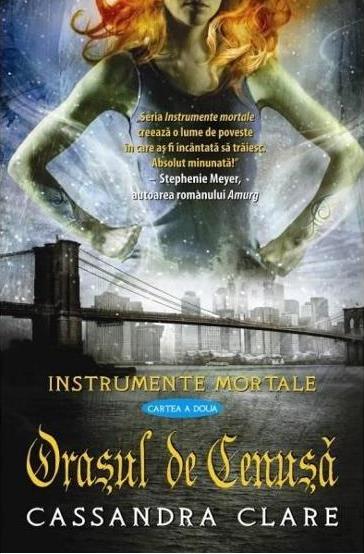 „Seria Instrumente mortale
creează o lume de poveste
în care aș fi încântată să trăiesc.
Absolut minunată!”
– Stephenie Meyer,
autoarea romanului Amurg
INSTRUMENTE MORTALE
CARTEA A DOUA
Orașul de Cenușă
CASSANDRA CLARE